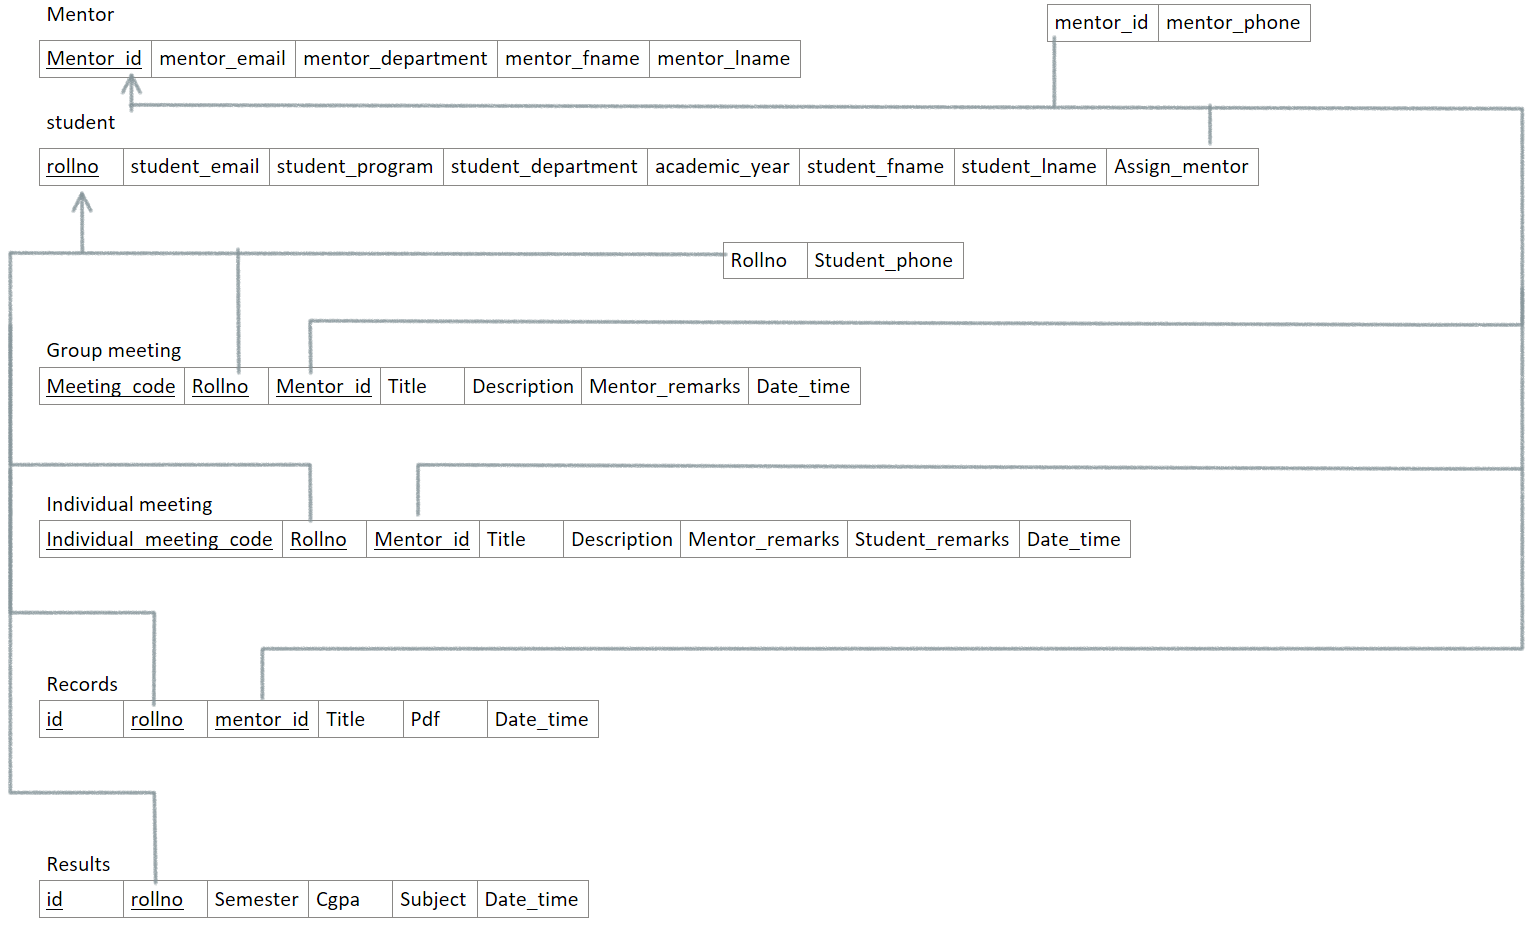 Mentor
mentor_id mentor_phone
Mentor_id mentor_email mentor_department mentor_fname mentor_lname
student
rollno student_email student_program student_department academic_year student_fname student_lname Assign_mentor
Rollno Student_phone
Group meeting
Meeting_code Rollno Mentor_id Title Description Mentor_remarks Date_time
Individual meeting
Individual_meeting_code Rollno Mentor_id Title Description Mentor_remarks Student_remarks Date_time
Records
id rollno mentor_id Title Pdf Date_time
Results
id rollno Semester Cgpa Subject Date_time